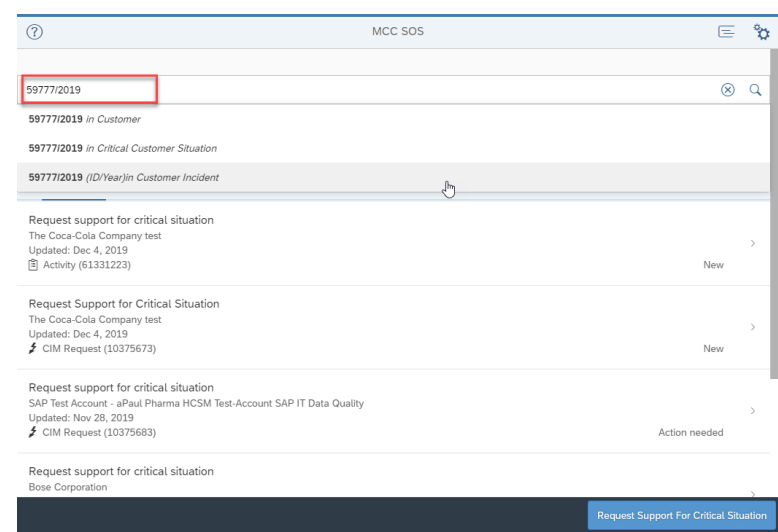 MCC SOS
59777/2019
59777/2019 in Customer
59777/2019 in Critical Customer Situation
59777/2019 (ID/Year)in Customer Incident
Request support for critical situation
The Coca-Cola Company test
Updated: Dec 4, 2019
Activity (61331223)
New
Request Support for Critical Situation
The Coca-Cola Company test
Updated: Dec 4, 2019
CIM Request (10375673)
New
Request support for critical situation
SAP Test Account - aPaul Pharma HCSM Test-Account SAP IT Data Quality
Updated: Nov 28, 2019
CIM Request (10375683)
Action needed
Request support for critical situation
Bose Corporation
Request Support For Critical Situation